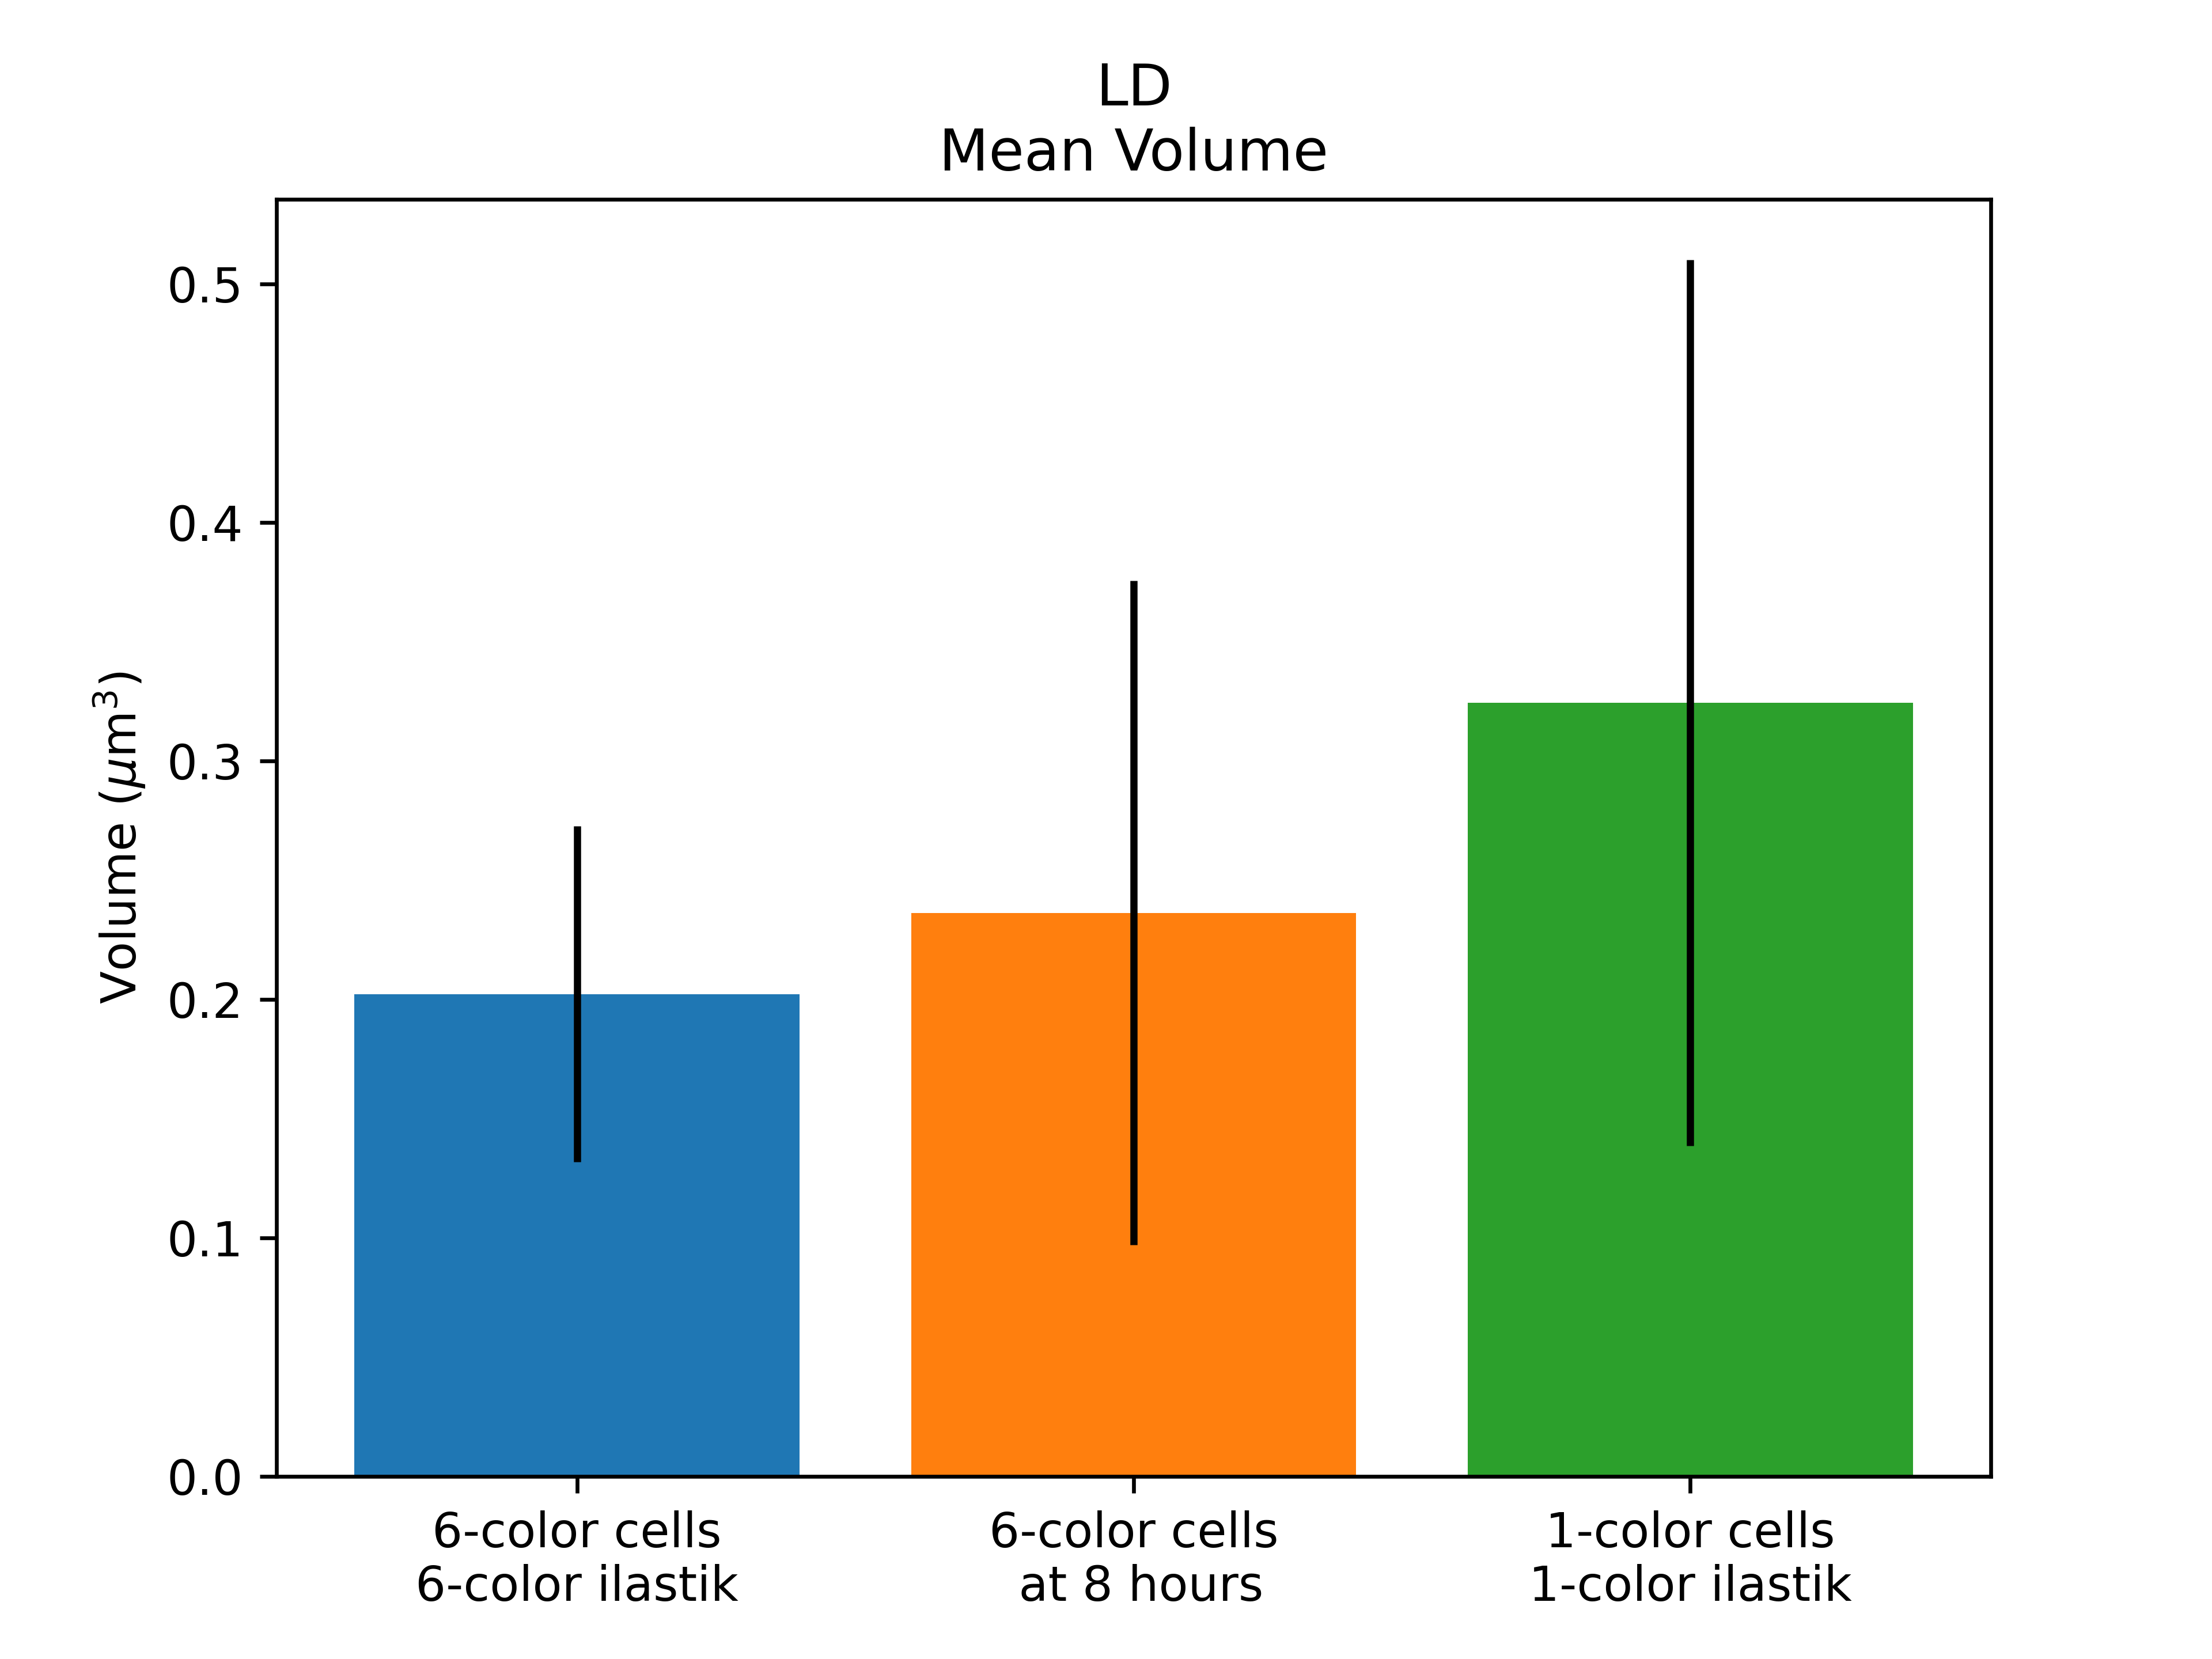 LD
Mean Volume
Volume (μm³)
0.5
0.4
0.3
0.2
0.1
0.0
6-color cells
6-color ilastik
6-color cells
at 8 hours
1-color cells
1-color ilastik